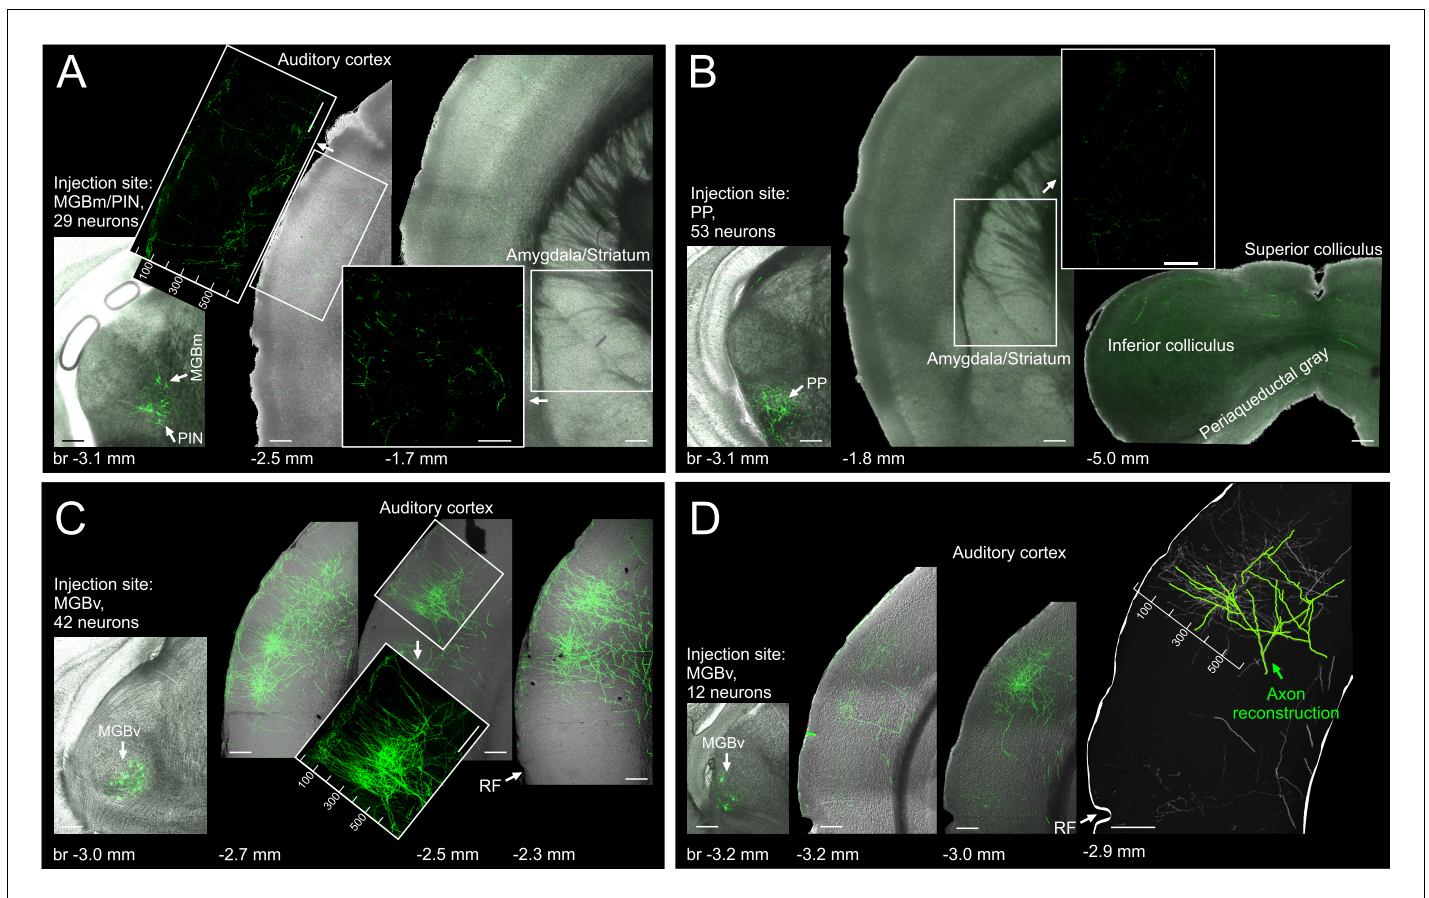 A
Auditory cortex
Injection site:
MGBm/PIN,
29 neurons
100
300
500
MGBm
PIN
Amygdala/Striatum
br -3.1 mm
-2.5 mm
-1.7 mm
B
Injection site:
PP,
53 neurons
PP
Amygdala/Striatum
Superior colliculus
Inferior colliculus
Periaqueductal gray
br -3.1 mm
-1.8 mm
-5.0 mm
C
Auditory cortex
Injection site:
MGBv,
42 neurons
MGBv
100
300
500
RF
br -3.0 mm
-2.7 mm
-2.5 mm
-2.3 mm
D
Auditory cortex
Injection site:
MGBv,
12 neurons
MGBv
100
300
500
Axon
reconstruction
RF
br -3.2 mm
-3.2 mm
-3.0 mm
-2.9 mm